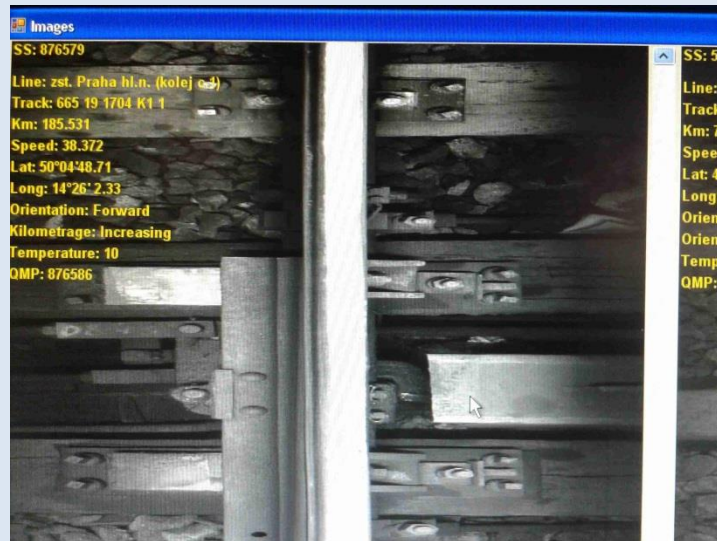 Images
SS: 876579
Line: zst. Praha hl.n. (kolej c.1)
Track: 665 19 1704 K1 1
Km: 185.531
Speed: 38.372
Lat: 50°04'48.71
Long: 14°26' 2.33
Orientation: Forward
Kilometrage: Increasing
Temperature: 10
QMP: 876586
SS: 5
Line:
Track
Km:
Spee
Lat: 4
Long
Orien
Orien
Temp
QMP: